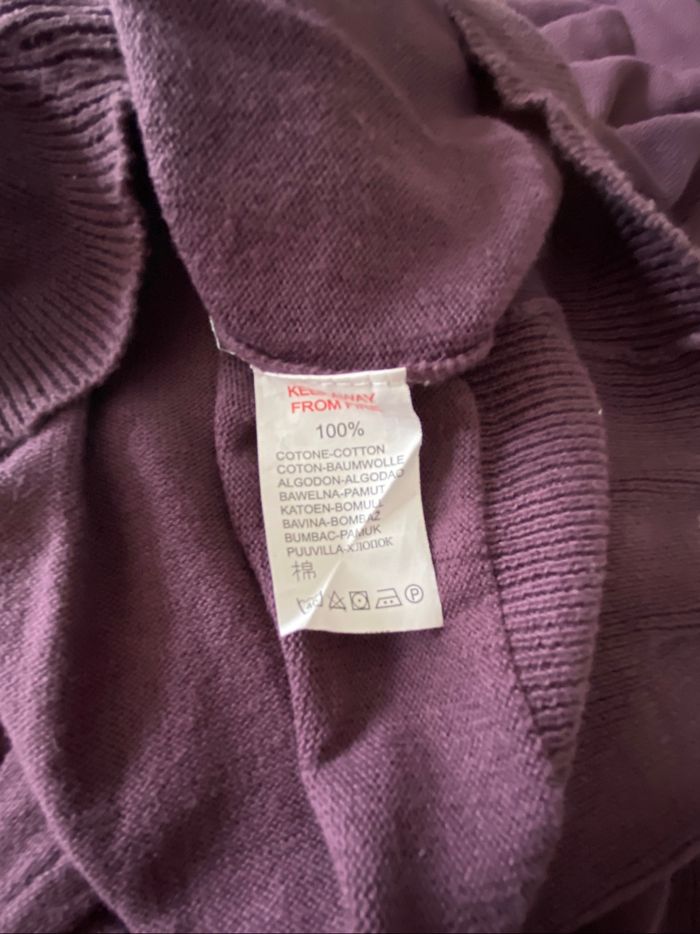 KEEP AWAY
FROM FIRE
100%
COTONE-COTTON
COTON-BAUMWOLLE
ALGODON-ALGODAO
BAWELNA-PAMUT
KATOEN-BOMULL
BAVINA-BOMBAZ
BUMBAC-PAMUK
PUUVILLA-ХЛОПОК
棉
40
P